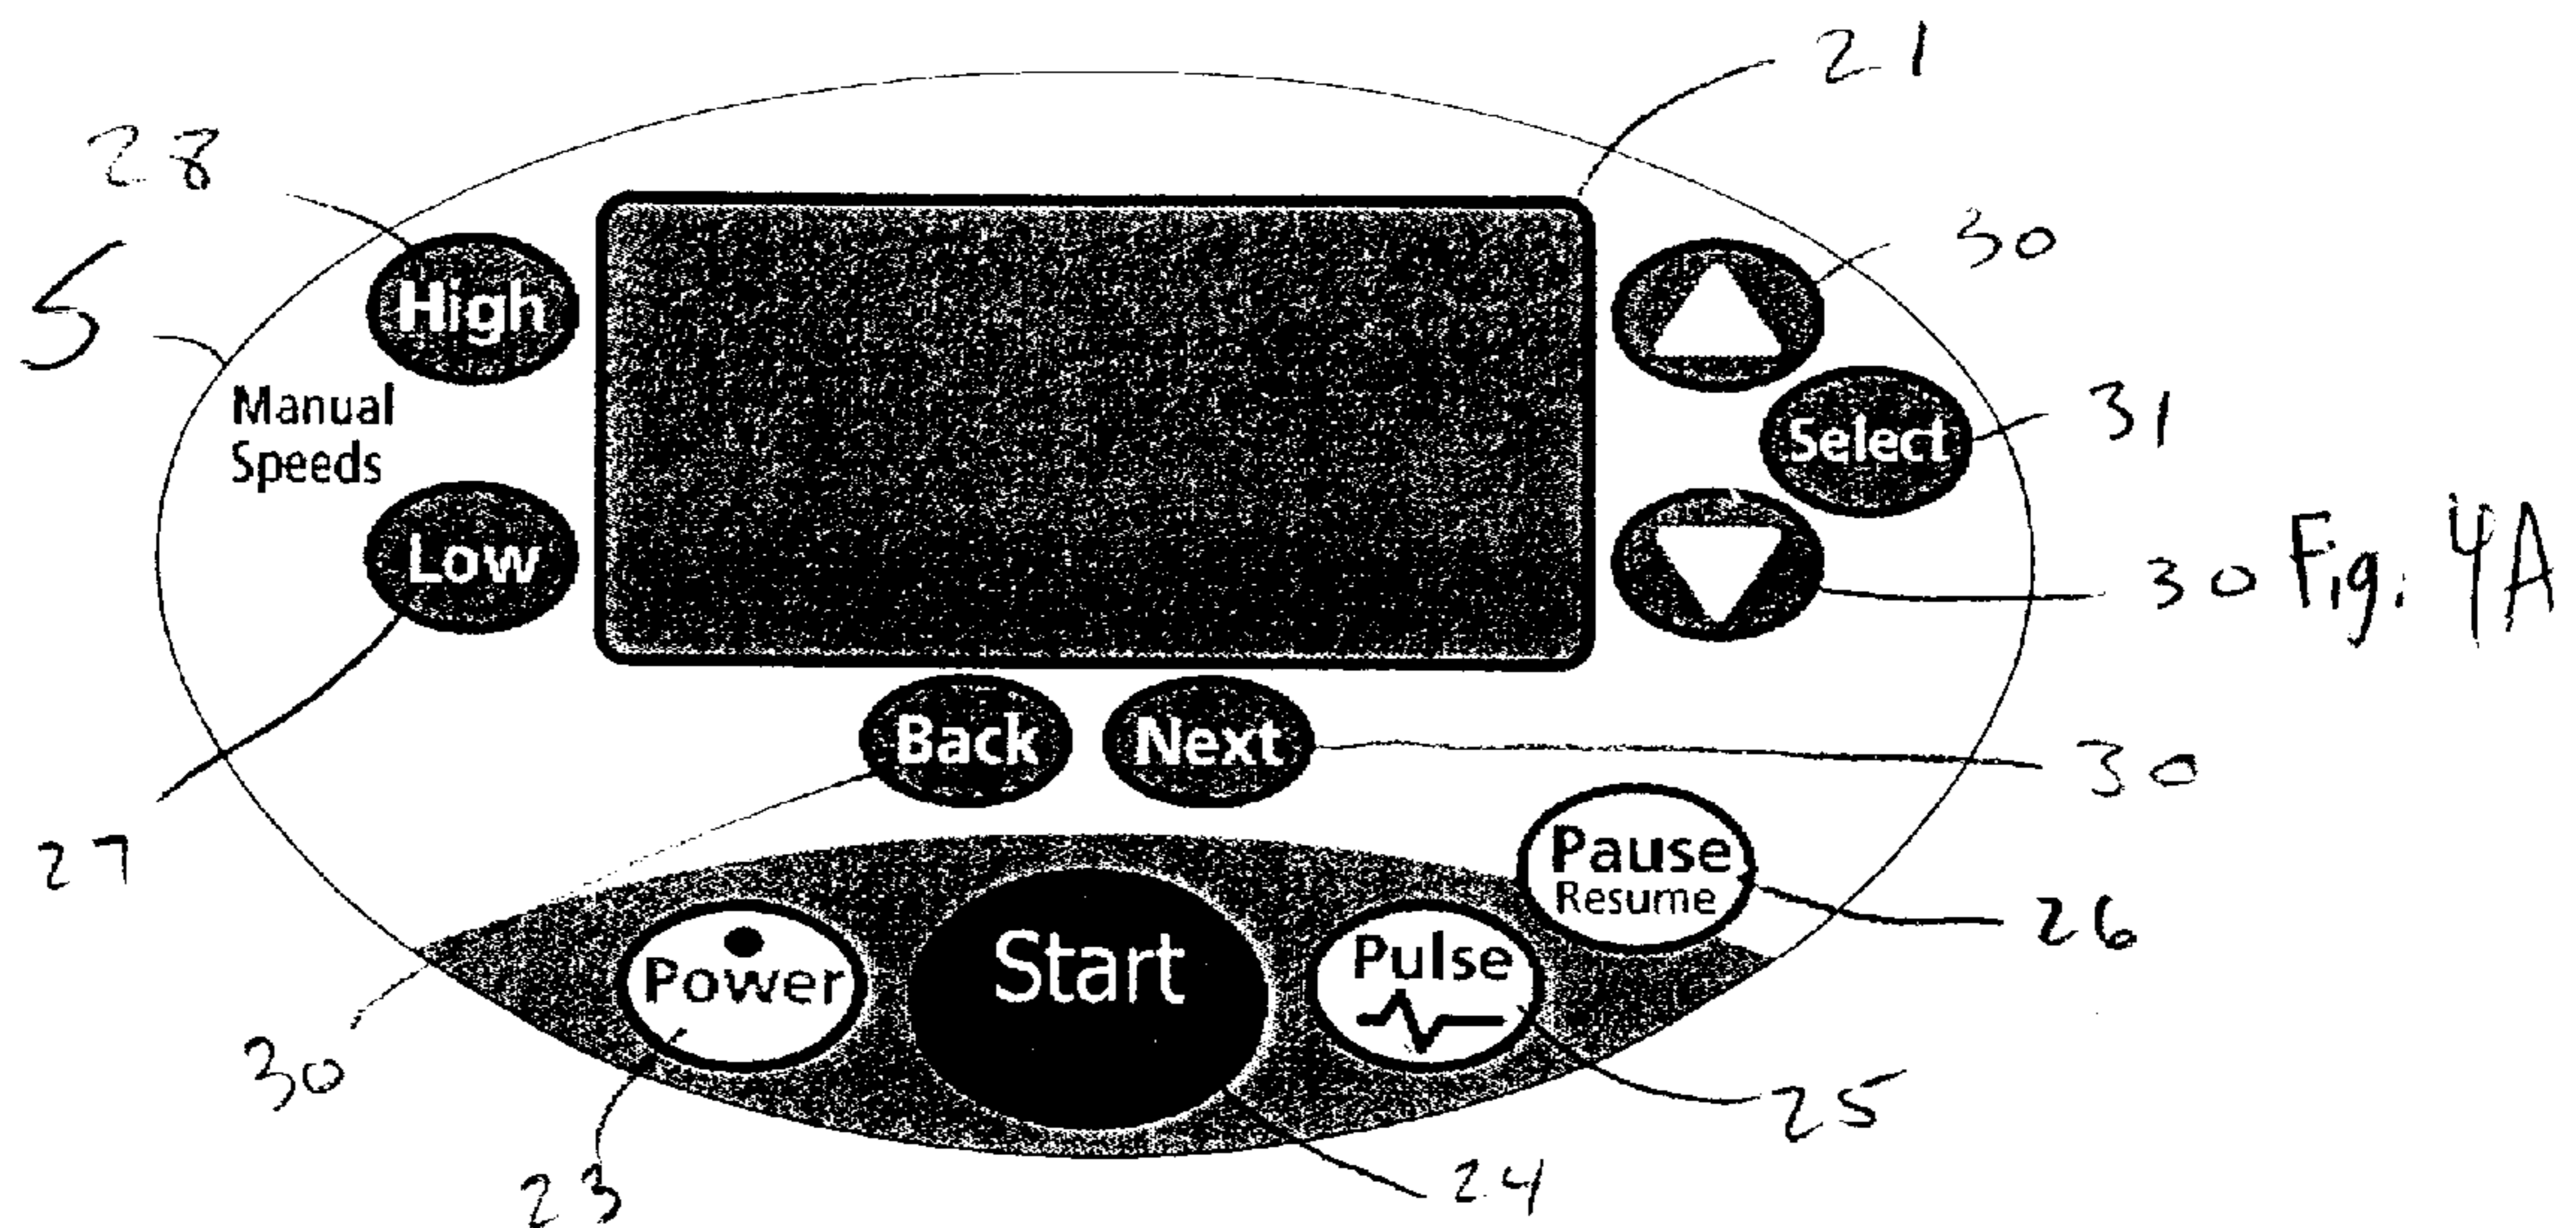 21
28
30
5
High
Manual
Speeds
Select
31
Low
30 Fig. 4A
Back
Next
30
27
Pause
Resume
26
Power
Start
Pulse
30
25
23
24